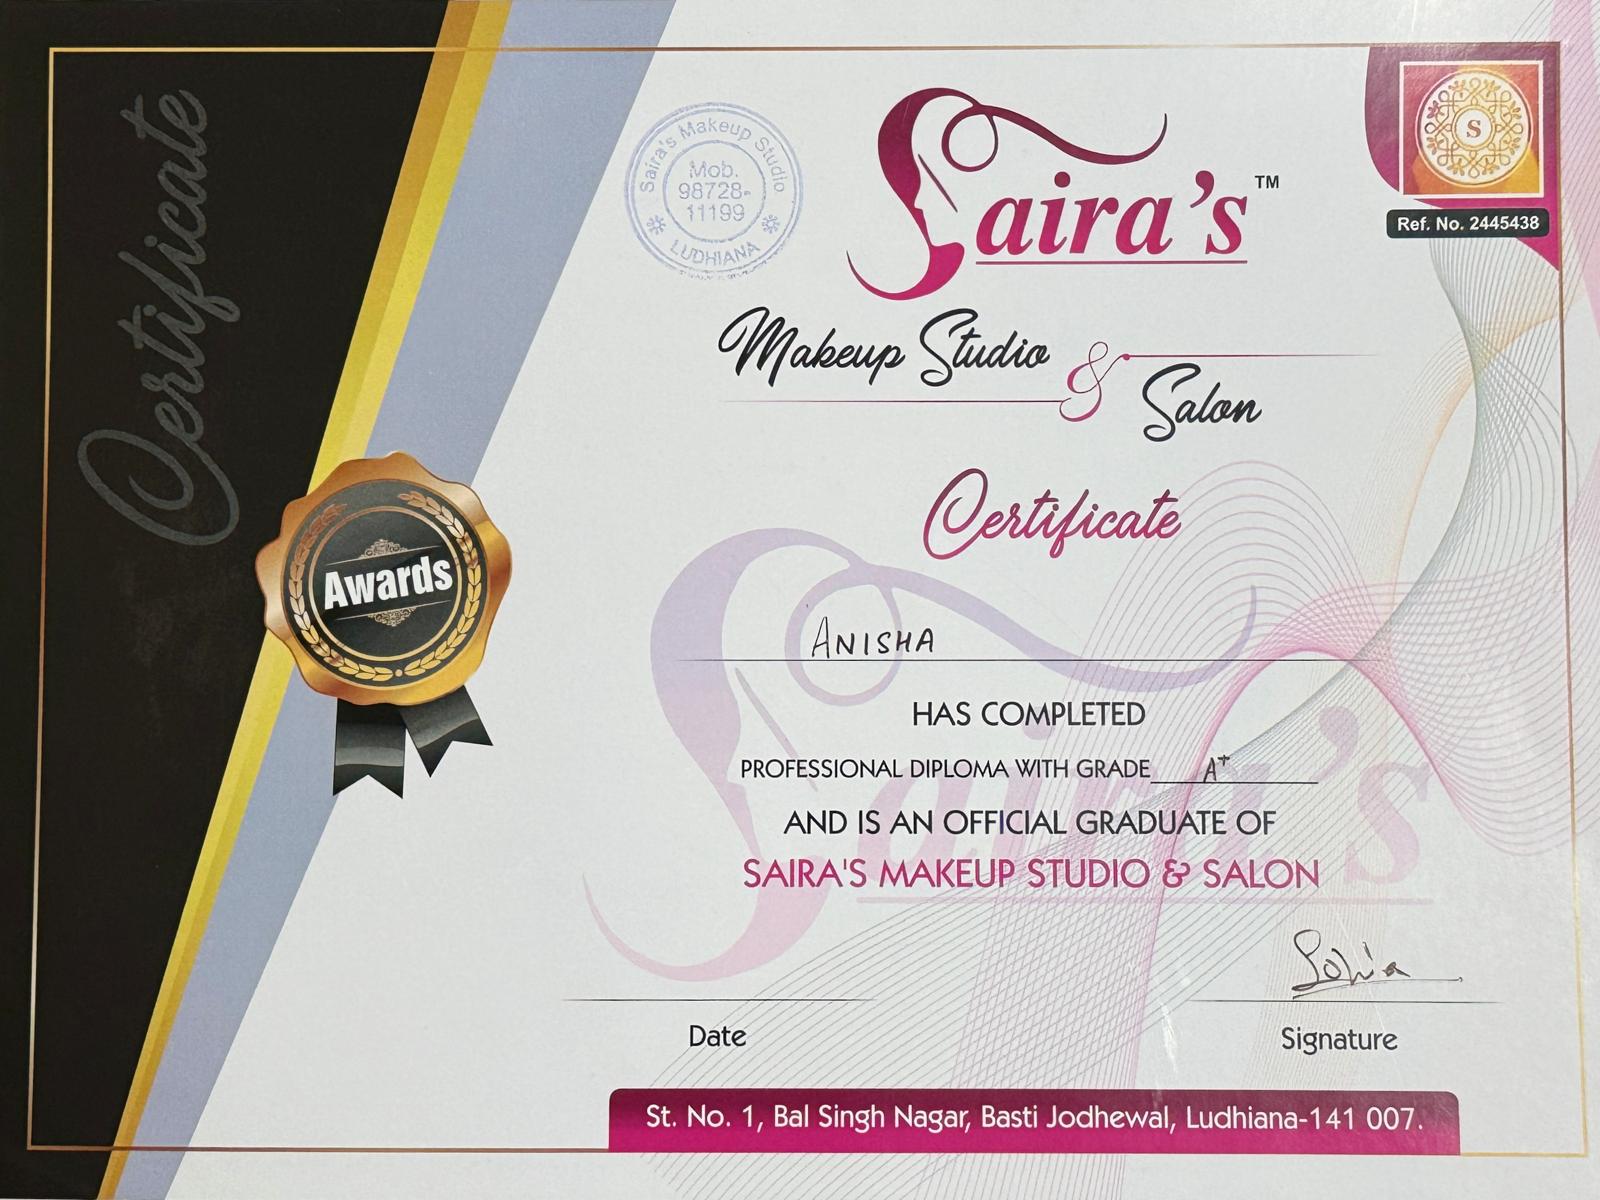 Certificate
Saira's Makeup Studio
Mob.
98728-
11199
LUDHIANA
Saira's™
S
Ref. No. 2445438
Makeup Studio & Salon
Certificate
Awards
ANISHA
HAS COMPLETED
PROFESSIONAL DIPLOMA WITH GRADE A+
AND IS AN OFFICIAL GRADUATE OF
SAIRA'S MAKEUP STUDIO & SALON
Saira's
Date
Signature
St. No. 1, Bal Singh Nagar, Basti Jodhewal, Ludhiana-141 007.